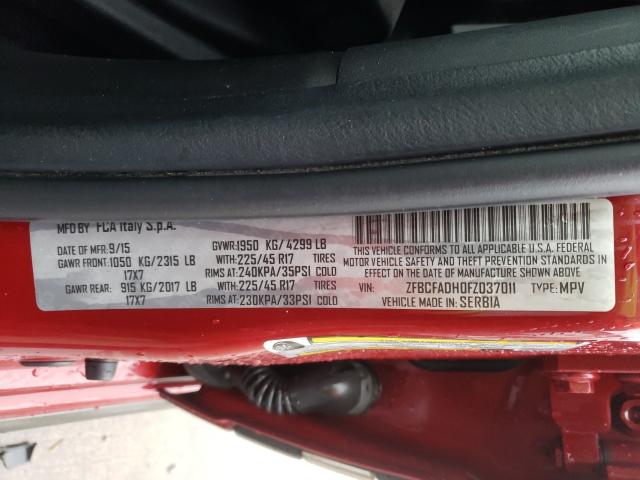 MFD BY FCA Italy S.p.A.
DATE OF MFR: 9/15 GVWR: 1950 KG/ 4299 LB
GAWR FRONT: 1050 KG/2315 LB WITH: 225/45 R17 TIRES
17X7 RIMS AT: 240KPA/35PSI COLD
GAWR REAR: 915 KG/2017 LB WITH: 225/45 R17 TIRES
17X7 RIMS AT: 230KPA/33PSI COLD
THIS VEHICLE CONFORMS TO ALL APPLICABLE U.S.A. FEDERAL
MOTOR VEHICLE SAFETY AND THEFT PREVENTION STANDARDS
IN EFFECT ON THE DATE OF MANUFACTURE SHOWN ABOVE.
VIN: ZFBCFADH0FZ037011 TYPE: MPV
VEHICLE MADE IN: SERBIA